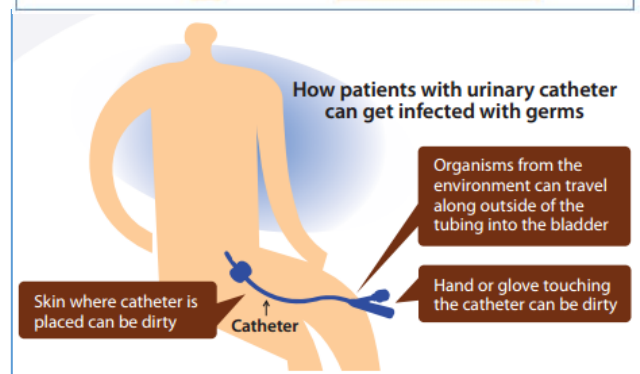 How patients with urinary catheter
can get infected with germs
Organisms from the
environment can travel
along outside of the
tubing into the bladder
Hand or glove touching
the catheter can be dirty
Skin where catheter is
placed can be dirty
Catheter